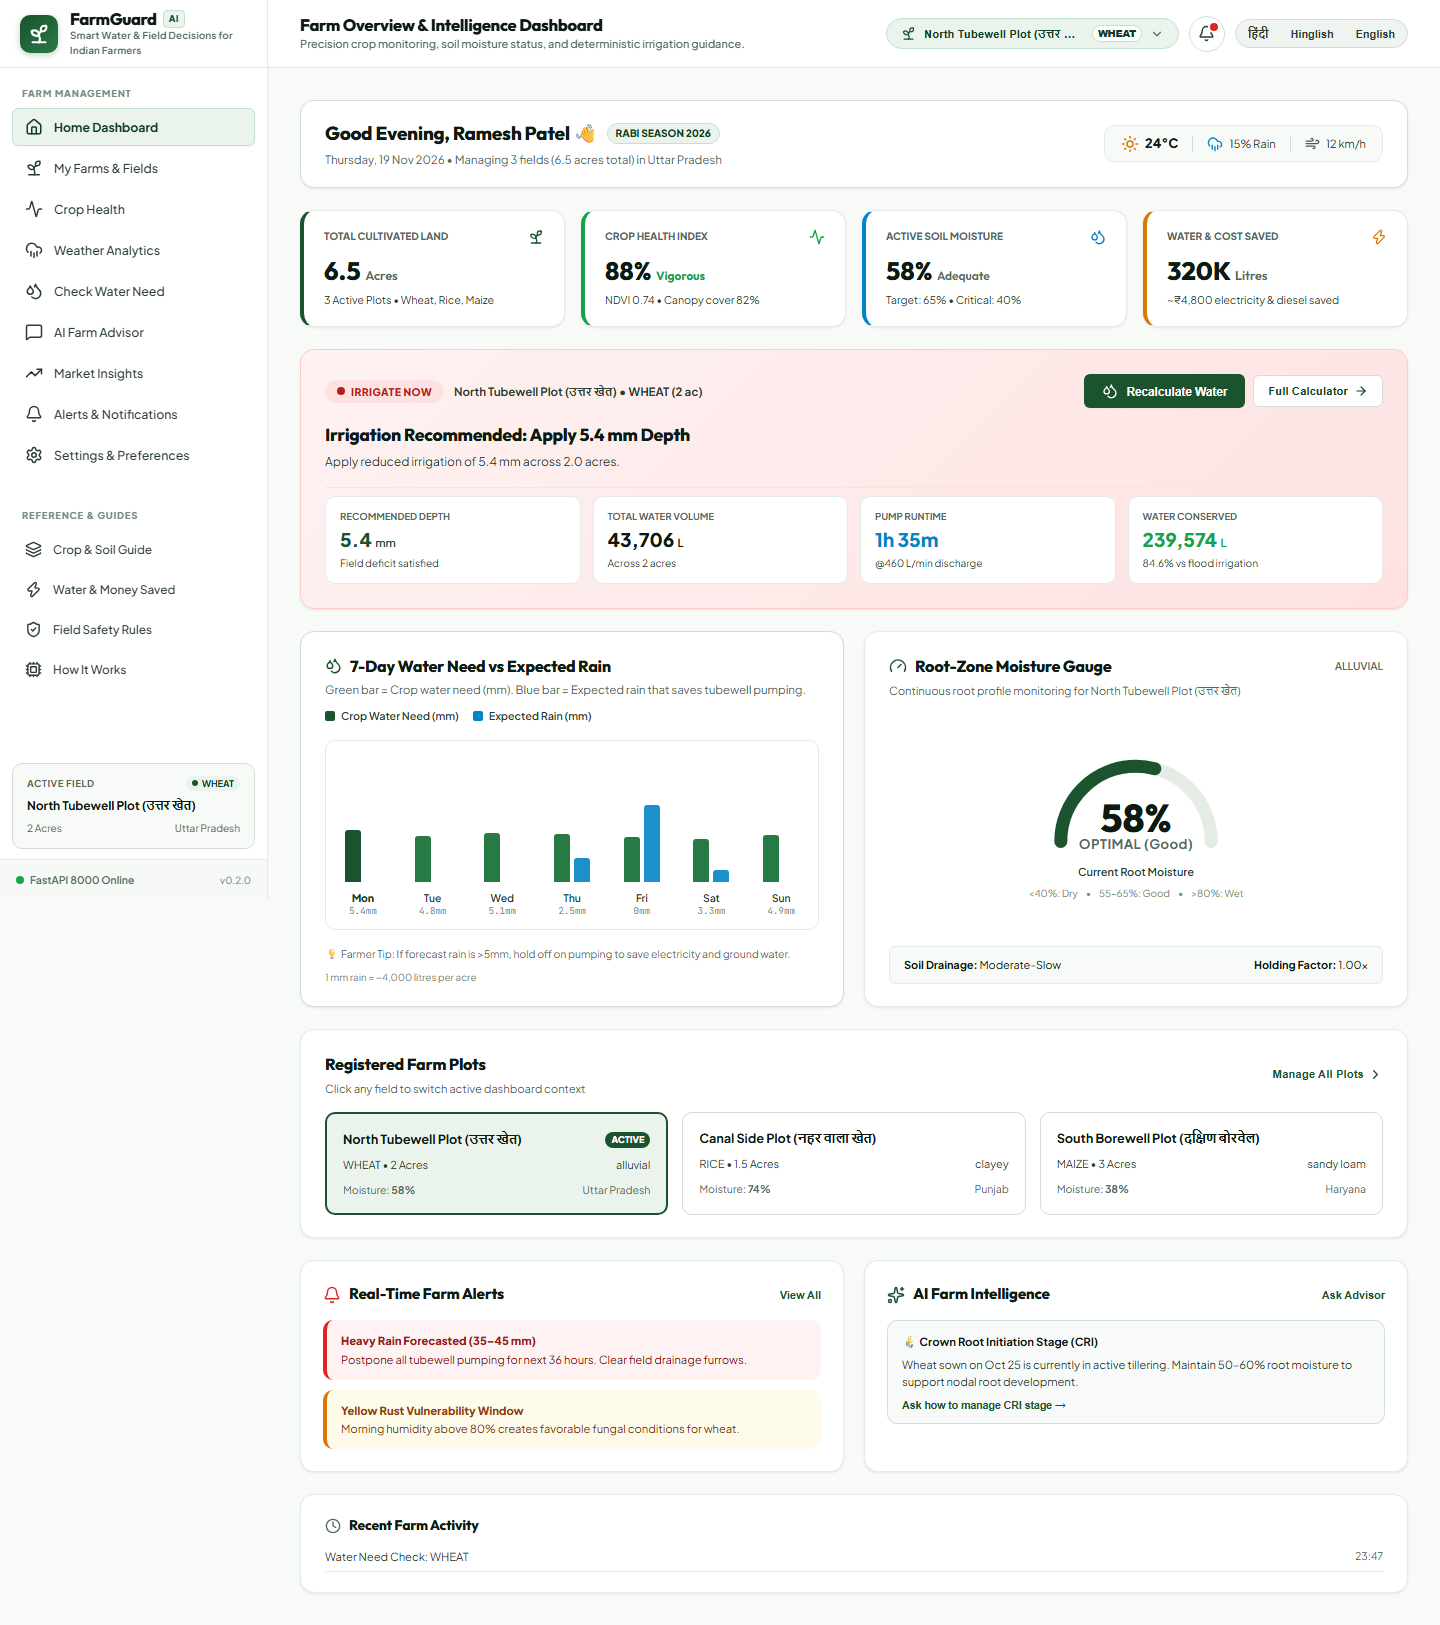 FarmGuard AI
Smart Water & Field Decisions for
Indian Farmers
FARM MANAGEMENT
Home Dashboard
My Farms & Fields
Crop Health
Weather Analytics
Check Water Need
AI Farm Advisor
Market Insights
Alerts & Notifications
Settings & Preferences
REFERENCE & GUIDES
Crop & Soil Guide
Water & Money Saved
Field Safety Rules
How It Works
ACTIVE FIELD WHEAT
North Tubewell Plot (उत्तर खेत)
2 Acres Uttar Pradesh
FastAPI 8000 Online v0.2.0
Farm Overview & Intelligence Dashboard
Precision crop monitoring, soil moisture status, and deterministic irrigation guidance.
North Tubewell Plot (उत्तर ... WHEAT
हिंदी Hinglish English
Good Evening, Ramesh Patel 👋 RABI SEASON 2026
Thursday, 19 Nov 2026 • Managing 3 fields (6.5 acres total) in Uttar Pradesh
24°C 15% Rain 12 km/h
TOTAL CULTIVATED LAND
6.5 Acres
3 Active Plots • Wheat, Rice, Maize
CROP HEALTH INDEX
88% Vigorous
NDVI 0.74 • Canopy cover 82%
ACTIVE SOIL MOISTURE
58% Adequate
Target: 65% • Critical: 40%
WATER & COST SAVED
320K Litres
~₹4,800 electricity & diesel saved
IRRIGATE NOW North Tubewell Plot (उत्तर खेत) • WHEAT (2 ac)
Recalculate Water Full Calculator →
Irrigation Recommended: Apply 5.4 mm Depth
Apply reduced irrigation of 5.4 mm across 2.0 acres.
RECOMMENDED DEPTH
5.4 mm
Field deficit satisfied
TOTAL WATER VOLUME
43,706 L
Across 2 acres
PUMP RUNTIME
1h 35m
@460 L/min discharge
WATER CONSERVED
239,574 L
84.6% vs flood irrigation
7-Day Water Need vs Expected Rain
Green bar = Crop water need (mm). Blue bar = Expected rain that saves tubewell pumping.
Crop Water Need (mm) Expected Rain (mm)
Mon Tue Wed Thu Fri Sat Sun
5.4mm 4.8mm 5.1mm 2.5mm 0mm 3.3mm 4.9mm
💡 Farmer Tip: If forecast rain is >5mm, hold off on pumping to save electricity and ground water.
1 mm rain = ~4,000 litres per acre
Root-Zone Moisture Gauge ALLUVIAL
Continuous root profile monitoring for North Tubewell Plot (उत्तर खेत)
58%
OPTIMAL (Good)
Current Root Moisture
<40%: Dry • 55–65%: Good • >80%: Wet
Soil Drainage: Moderate-Slow Holding Factor: 1.00×
Registered Farm Plots
Click any field to switch active dashboard context
Manage All Plots
North Tubewell Plot (उत्तर खेत) ACTIVE
WHEAT • 2 Acres alluvial
Moisture: 58% Uttar Pradesh
Canal Side Plot (नहर वाला खेत)
RICE • 1.5 Acres clayey
Moisture: 74% Punjab
South Borewell Plot (दक्षिण बोरवेल)
MAIZE • 3 Acres sandy loam
Moisture: 38% Haryana
Real-Time Farm Alerts View All
Heavy Rain Forecasted (35–45 mm)
Postpone all tubewell pumping for next 36 hours. Clear field drainage furrows.
Yellow Rust Vulnerability Window
Morning humidity above 80% creates favorable fungal conditions for wheat.
AI Farm Intelligence Ask Advisor
Crown Root Initiation Stage (CRI)
Wheat sown on Oct 25 is currently in active tillering. Maintain 50–60% root moisture to
support nodal root development.
Ask how to manage CRI stage →
Recent Farm Activity
Water Need Check: WHEAT 23:47